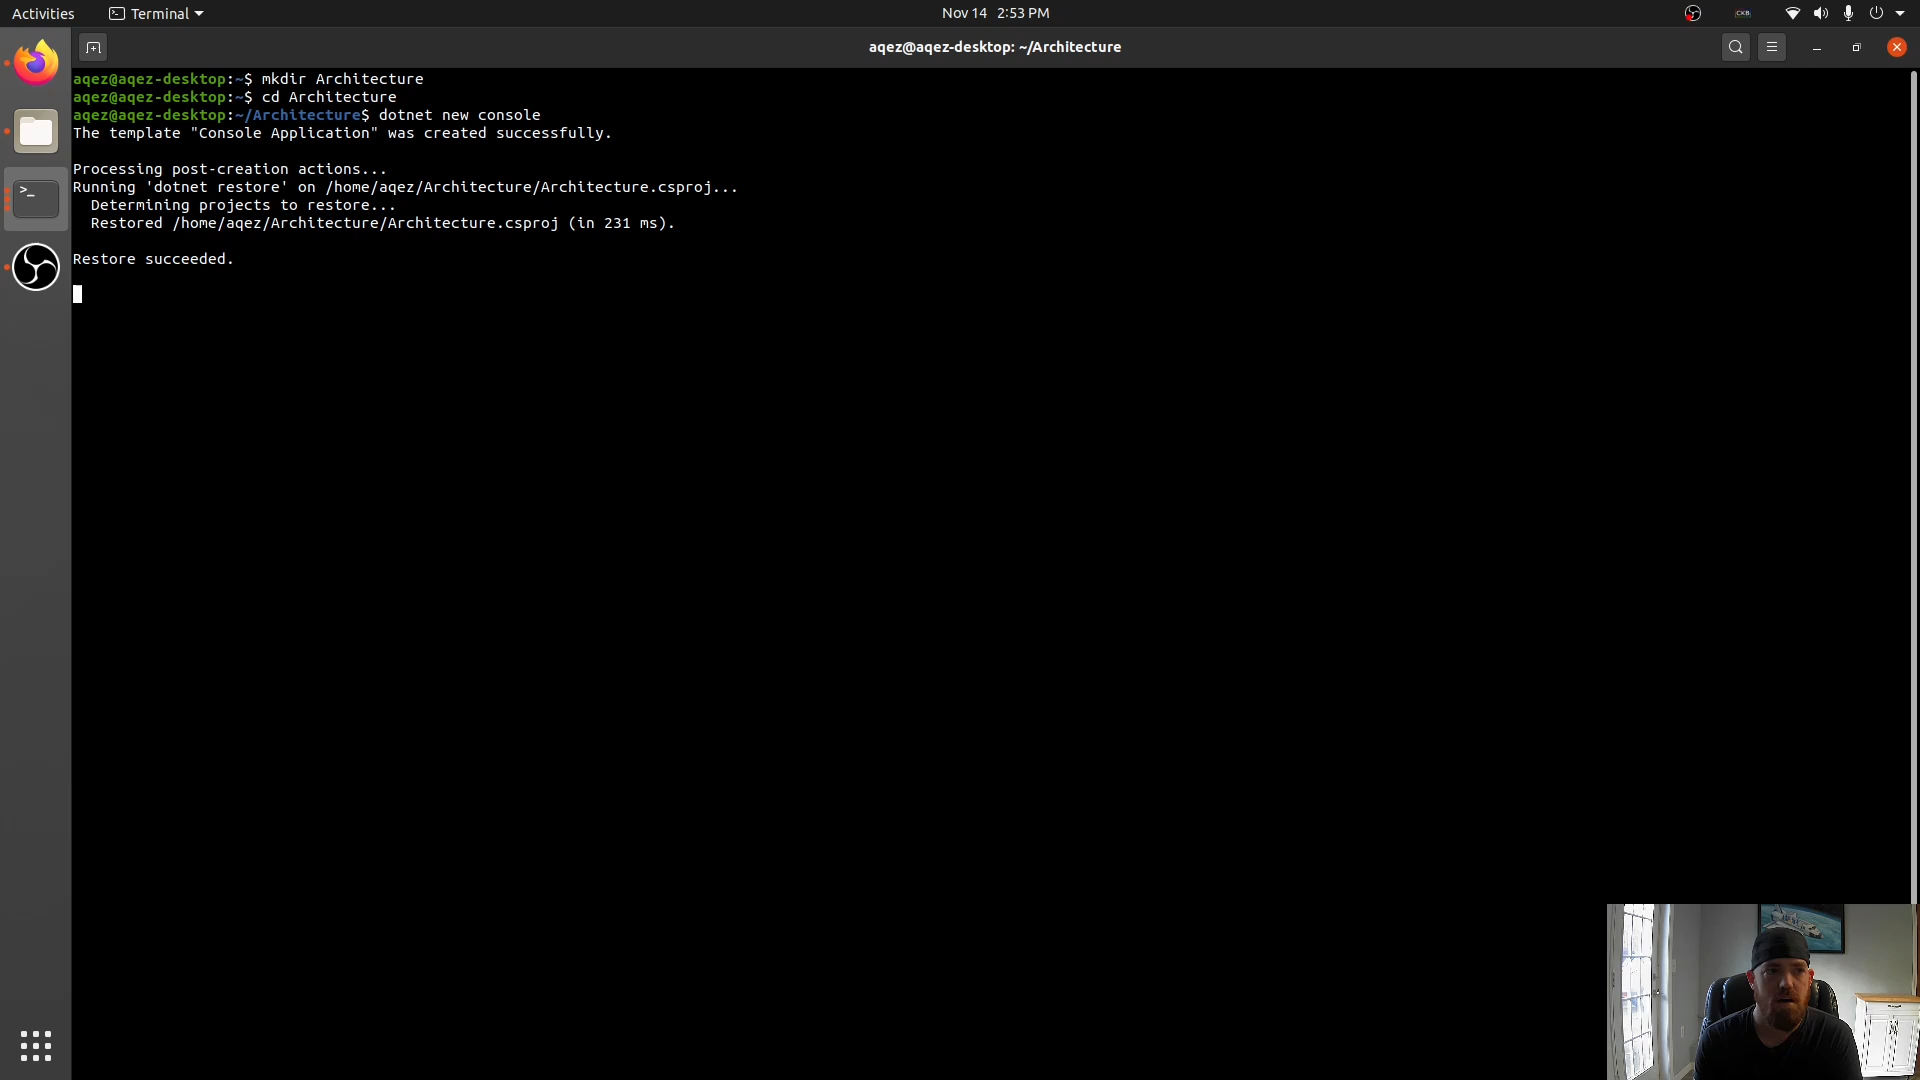 Activities
Terminal
Nov 14 2:53 PM
CKB
aqez@aqez-desktop: ~/Architecture
aqez@aqez-desktop:~$ mkdir Architecture
aqez@aqez-desktop:~$ cd Architecture
aqez@aqez-desktop:~/Architecture$ dotnet new console
The template "Console Application" was created successfully.
Processing post-creation actions...
Running 'dotnet restore' on /home/aqez/Architecture/Architecture.csproj...
Determining projects to restore...
Restored /home/aqez/Architecture/Architecture.csproj (in 231 ms).
Restore succeeded.